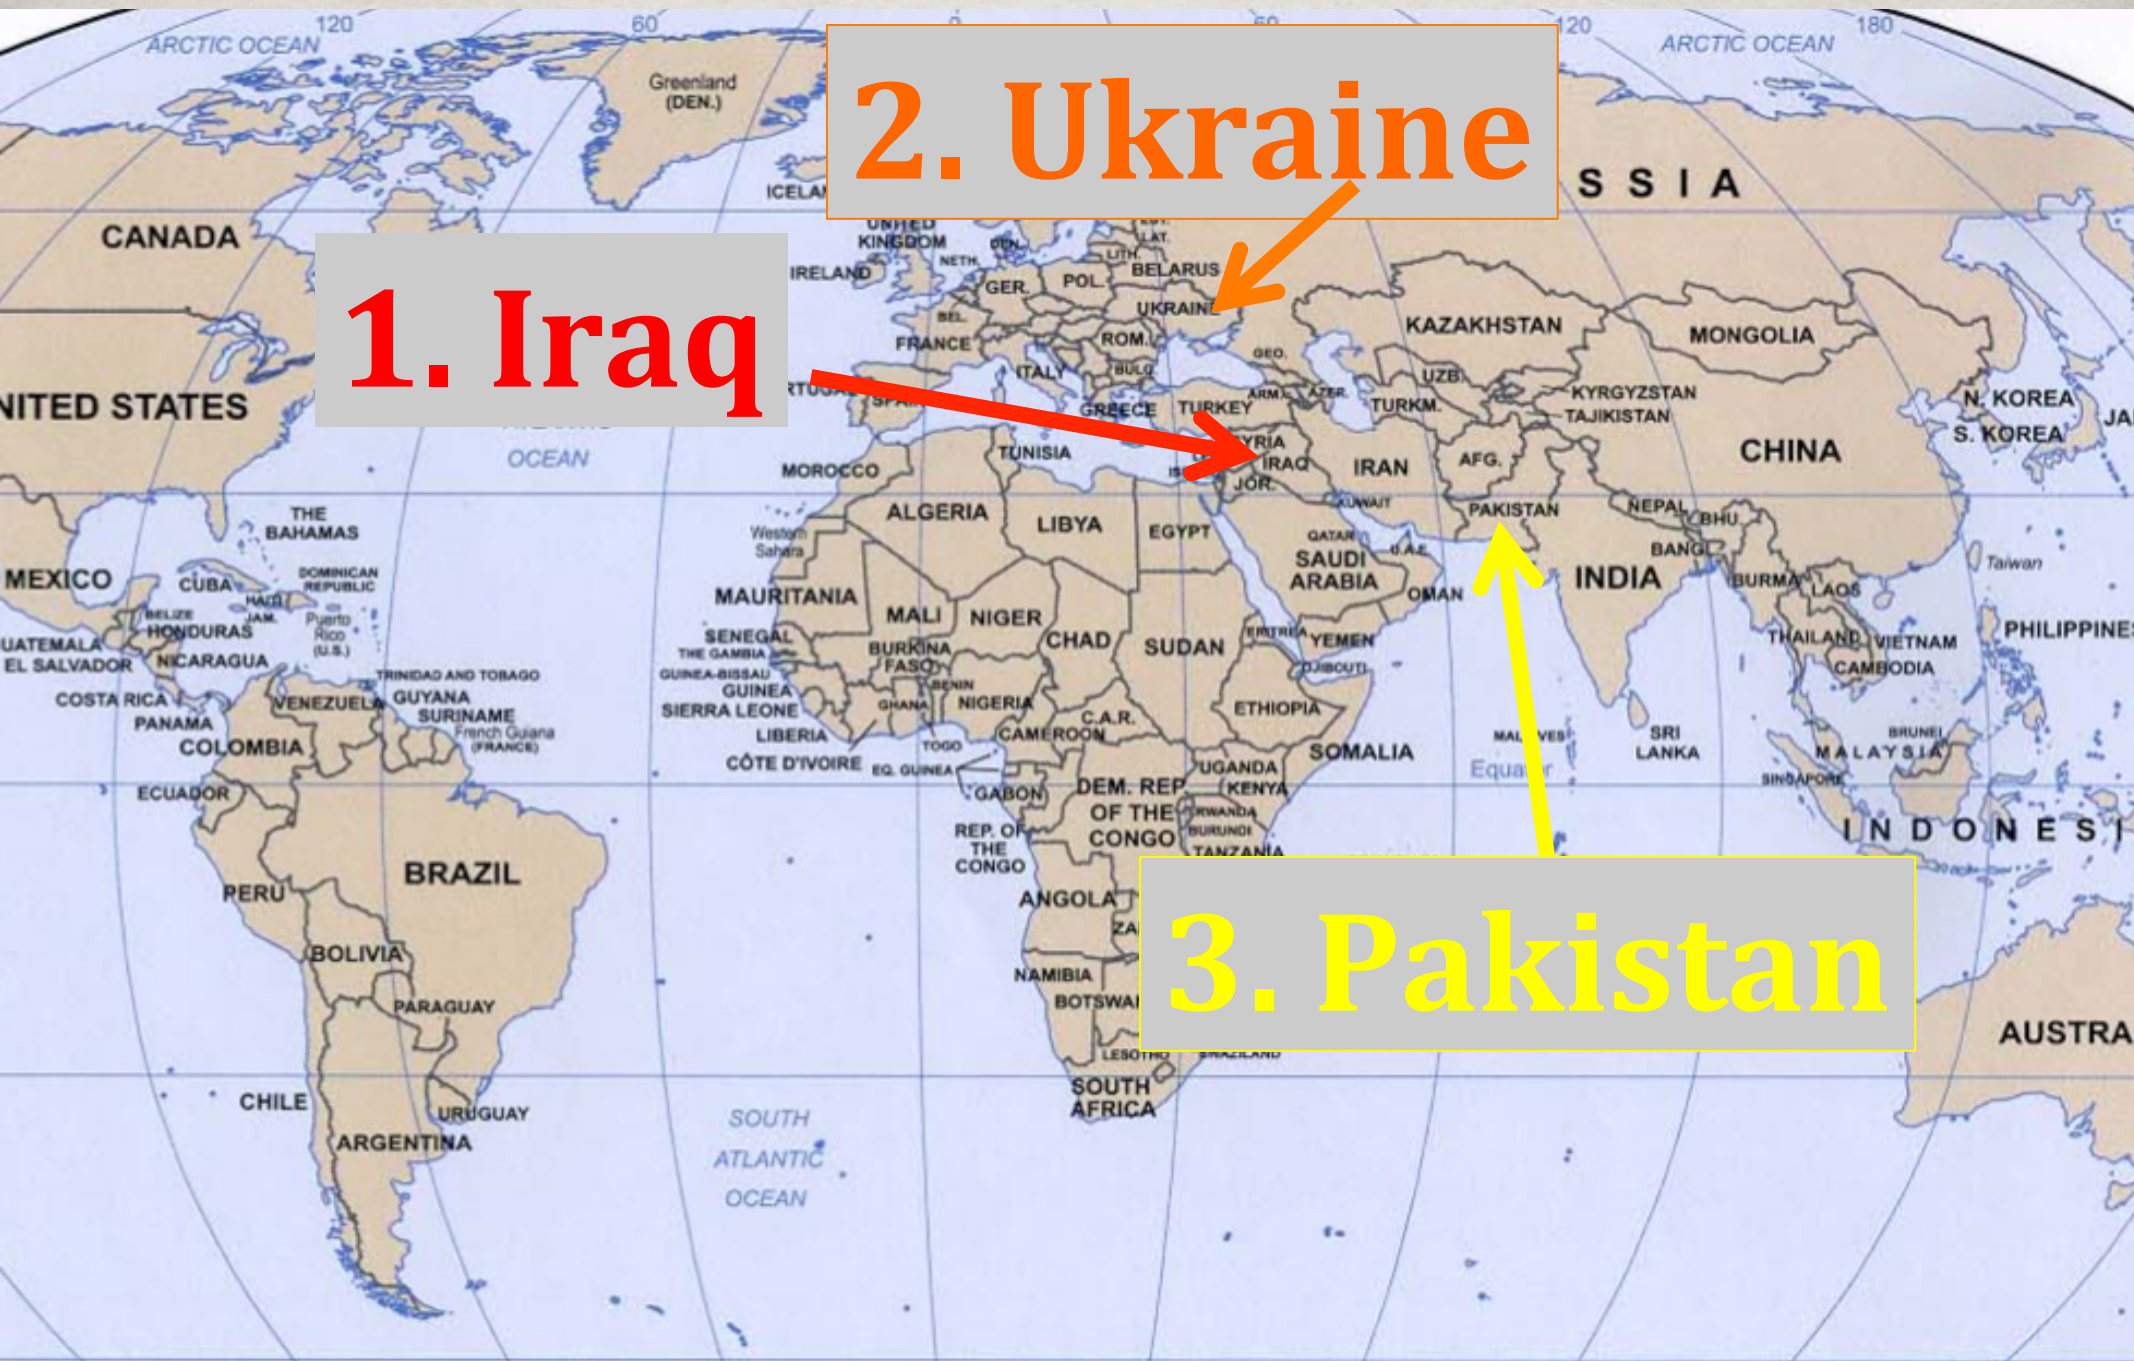 120
60
0
60
120
180
ARCTIC OCEAN
ARCTIC OCEAN
Greenland
(DEN.)
2. Ukraine
S S I A
CANADA
UNITED
KINGDOM
DEN.
LAT.
LITH.
NETH.
BELARUS
IRELAND
GER.
POL.
1. Iraq
BEL.
UKRAINE
FRANCE
ROM.
KAZAKHSTAN
MONGOLIA
GEO.
ITALY
BULG.
UZB.
NITED STATES
ARM.
AZER.
KYRGYZSTAN
N. KOREA
GREECE
TURKEY
TURKM.
TAJIKISTAN
S. KOREA
OCEAN
TUNISIA
MOROCCO
IRAQ
IRAN
AFG.
CHINA
JOR.
KUWAIT
THE
BAHAMAS
ALGERIA
LIBYA
EGYPT
PAKISTAN
NEPAL
BHU.
Western
Sahara
QATAR
SAUDI
ARABIA
U.A.E.
BANG.
Taiwan
MEXICO
CUBA
DOMINICAN
REPUBLIC
MAURITANIA
MALI
NIGER
OMAN
INDIA
BURMA
LAOS
BELIZE
HAITI
JAM.
HONDURAS
Puerto
Rico
(U.S.)
SENEGAL
THE GAMBIA
BURKINA
FASO
CHAD
SUDAN
ERITREA
YEMEN
THAILAND
VIETNAM
PHILIPPINES
UATEMALA
EL SALVADOR
NICARAGUA
GUINEA-BISSAU
DJIBOUTI
CAMBODIA
TRINIDAD AND TOBAGO
COSTA RICA
VENEZUELA
GUYANA
GUINEA
BENIN
GHANA
NIGERIA
PANAMA
SURINAME
SIERRA LEONE
C.A.R.
ETHIOPIA
COLOMBIA
French Guiana
(FRANCE)
LIBERIA
TOGO
CAMEROON
SOMALIA
MALDIVES
SRI
LANKA
BRUNEI
MALAYSIA
CÔTE D'IVOIRE
EQ. GUINEA
UGANDA
KENYA
Equator
SINGAPORE
ECUADOR
GABON
DEM. REP.
OF THE
CONGO
RWANDA
BURUNDI
TANZANIA
REP. OF
THE
CONGO
I N D O N E S I
BRAZIL
PERU
ANGOLA
3. Pakistan
BOLIVIA
NAMIBIA
PARAGUAY
LESOTHO
SWAZILAND
AUSTRA
CHILE
URUGUAY
SOUTH
AFRICA
ARGENTINA
SOUTH
ATLANTIC
OCEAN